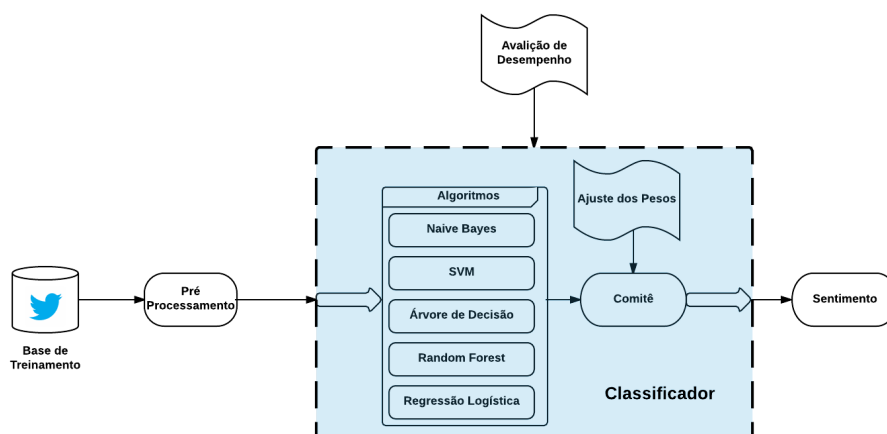 Avalição de
Desempenho
Algoritmos
Naive Bayes
SVM
Árvore de Decisão
Random Forest
Regressão Logística
Ajuste dos Pesos
Comitê
Classificador
Pré
Processamento
Base de
Treinamento
Sentimento